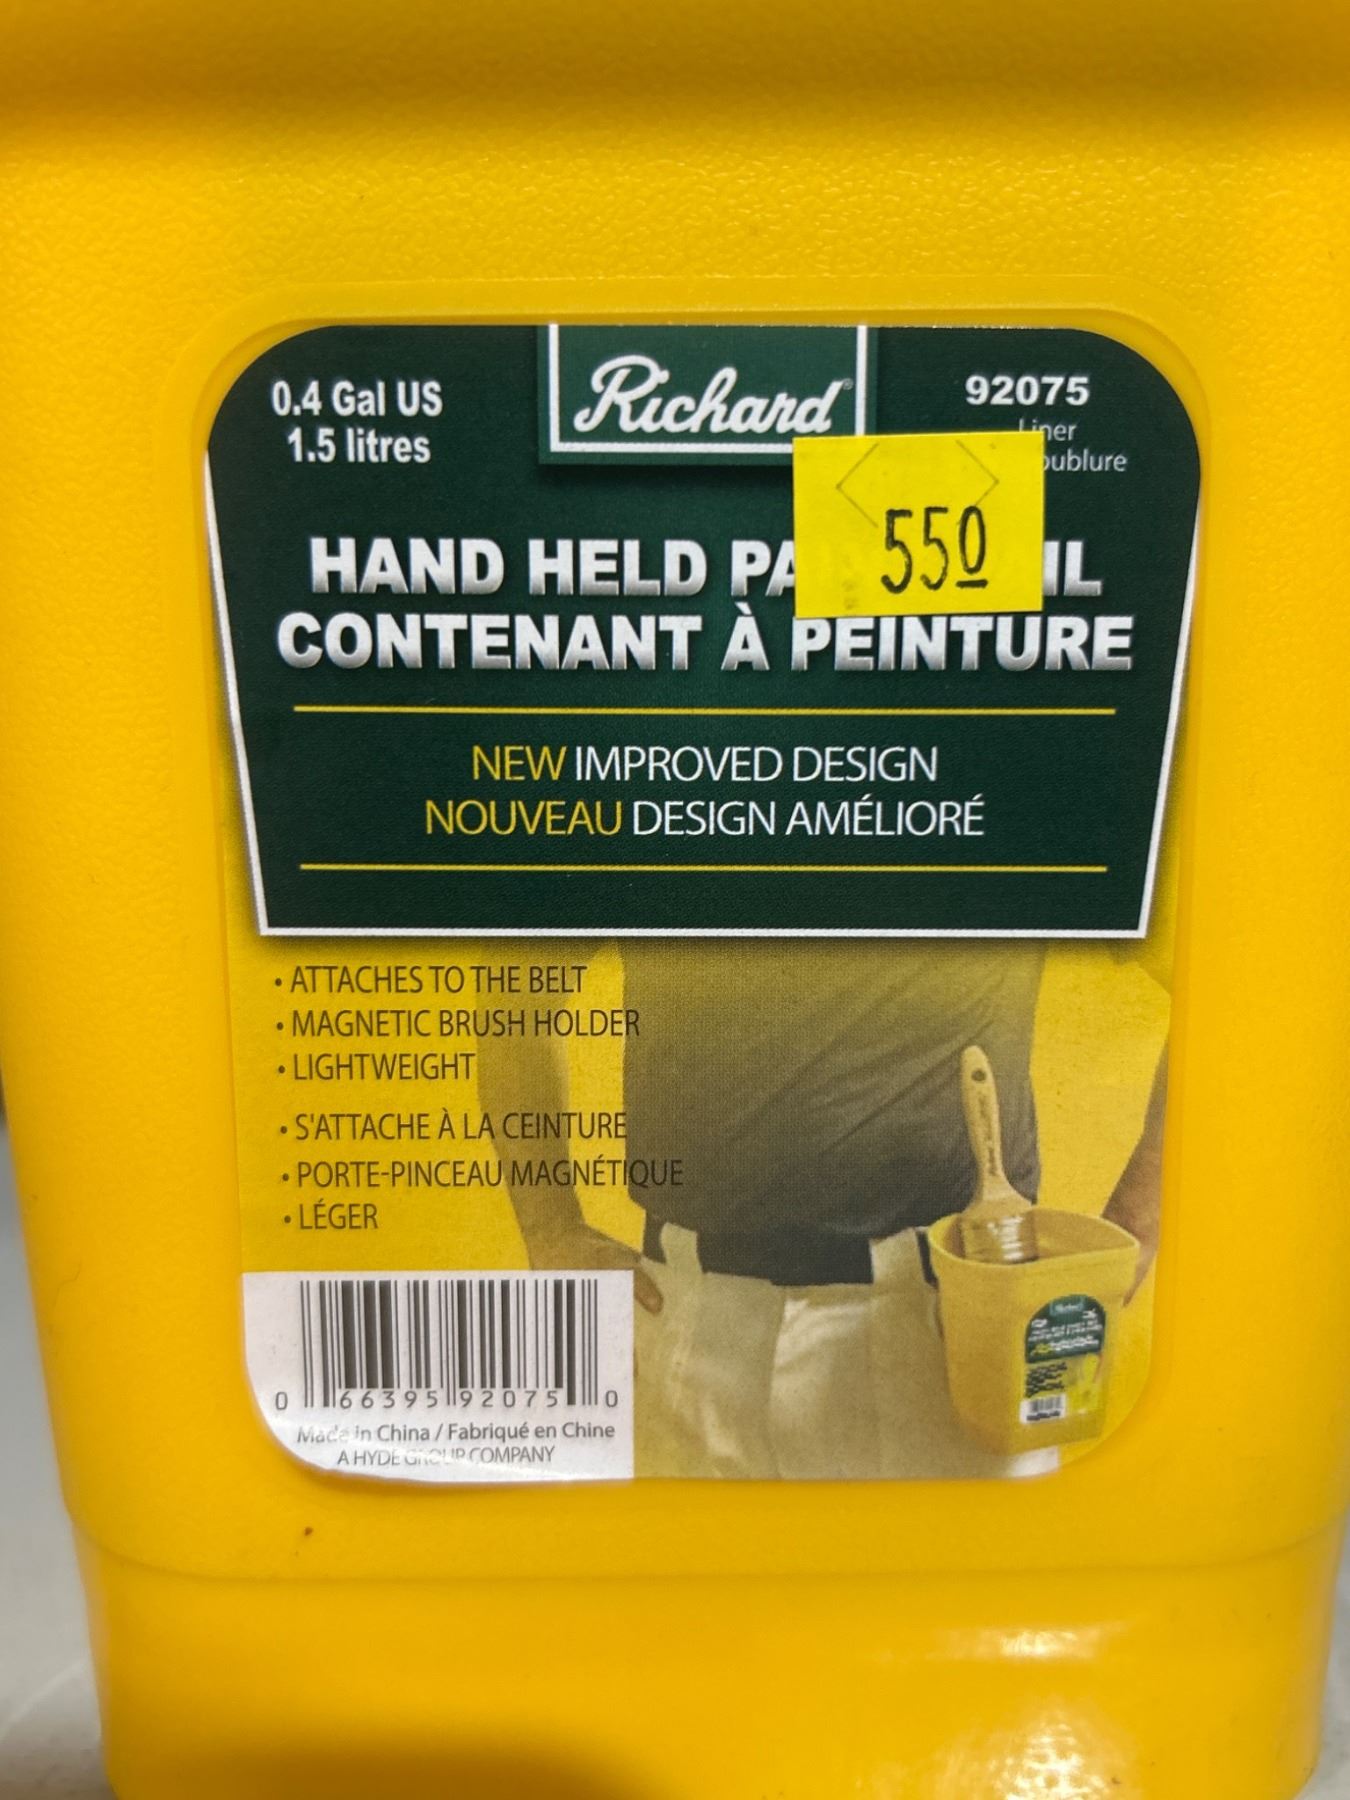 0.4 Gal US
1.5 litres
Richard®
92075
Liner
550
HAND HELD
CONTENANT À PEINTURE
NEW IMPROVED DESIGN
NOUVEAU DESIGN AMÉLIORÉ
• ATTACHES TO THE BELT
• MAGNETIC BRUSH HOLDER
• LIGHTWEIGHT
• S'ATTACHE À LA CEINTURE
• PORTE-PINCEAU MAGNÉTIQUE
• LÉGER
0 66395 92075 0
Made in China / Fabriqué en Chine
A HYDE GROUP COMPANY